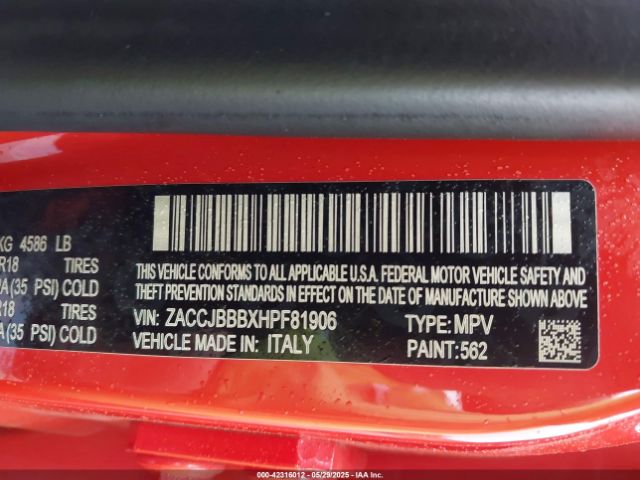 KG 4586 LB
R18 TIRES
(35 PSI) COLD
R18 TIRES
(35 PSI) COLD
THIS VEHICLE CONFORMS TO ALL APPLICABLE U.S.A. FEDERAL MOTOR VEHICLE SAFETY AND
THEFT PREVENTION STANDARDS IN EFFECT ON THE DATE OF MANUFACTURE SHOWN ABOVE
VIN: ZACCJBBBXHPF81906 TYPE: MPV
VEHICLE MADE IN: ITALY PAINT: 562
000-42316012 - 05/29/2025 - IAAI.COM